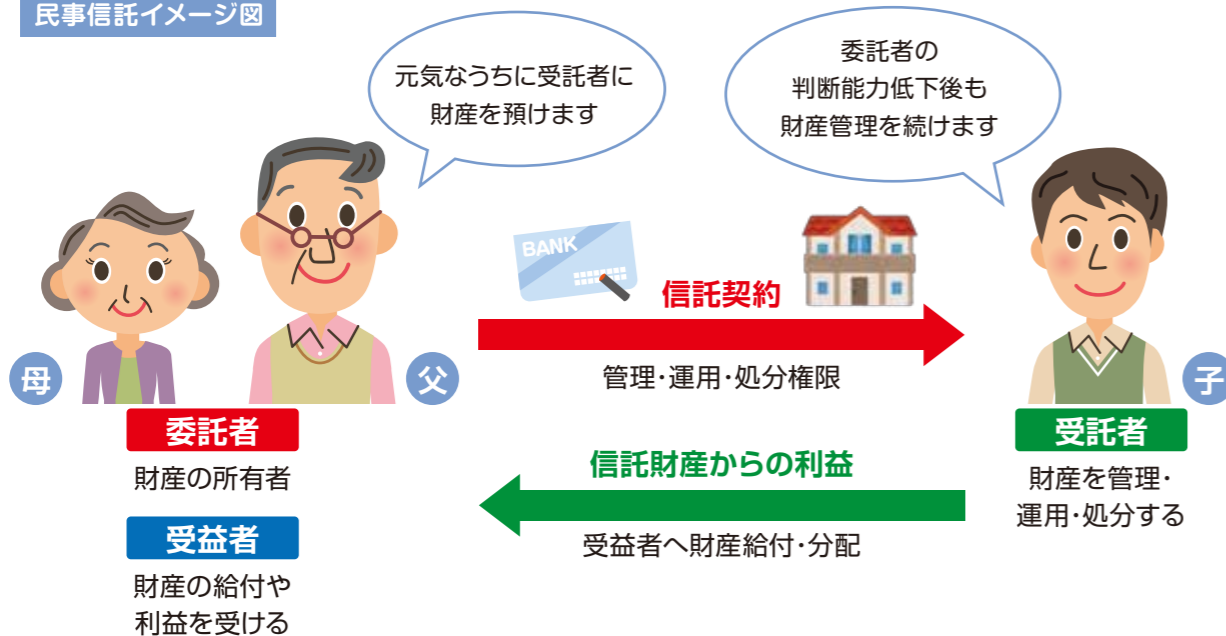 民事信託イメージ図
元気なうちに受託者に
財産を預けます
委託者の
判断能力低下後も
財産管理を続けます
BANK
信託契約
管理・運用・処分権限
母
父
子
委託者
財産の所有者
受益者
財産の給付や
利益を受ける
信託財産からの利益
受益者へ財産給付・分配
受託者
財産を管理・
運用・処分する